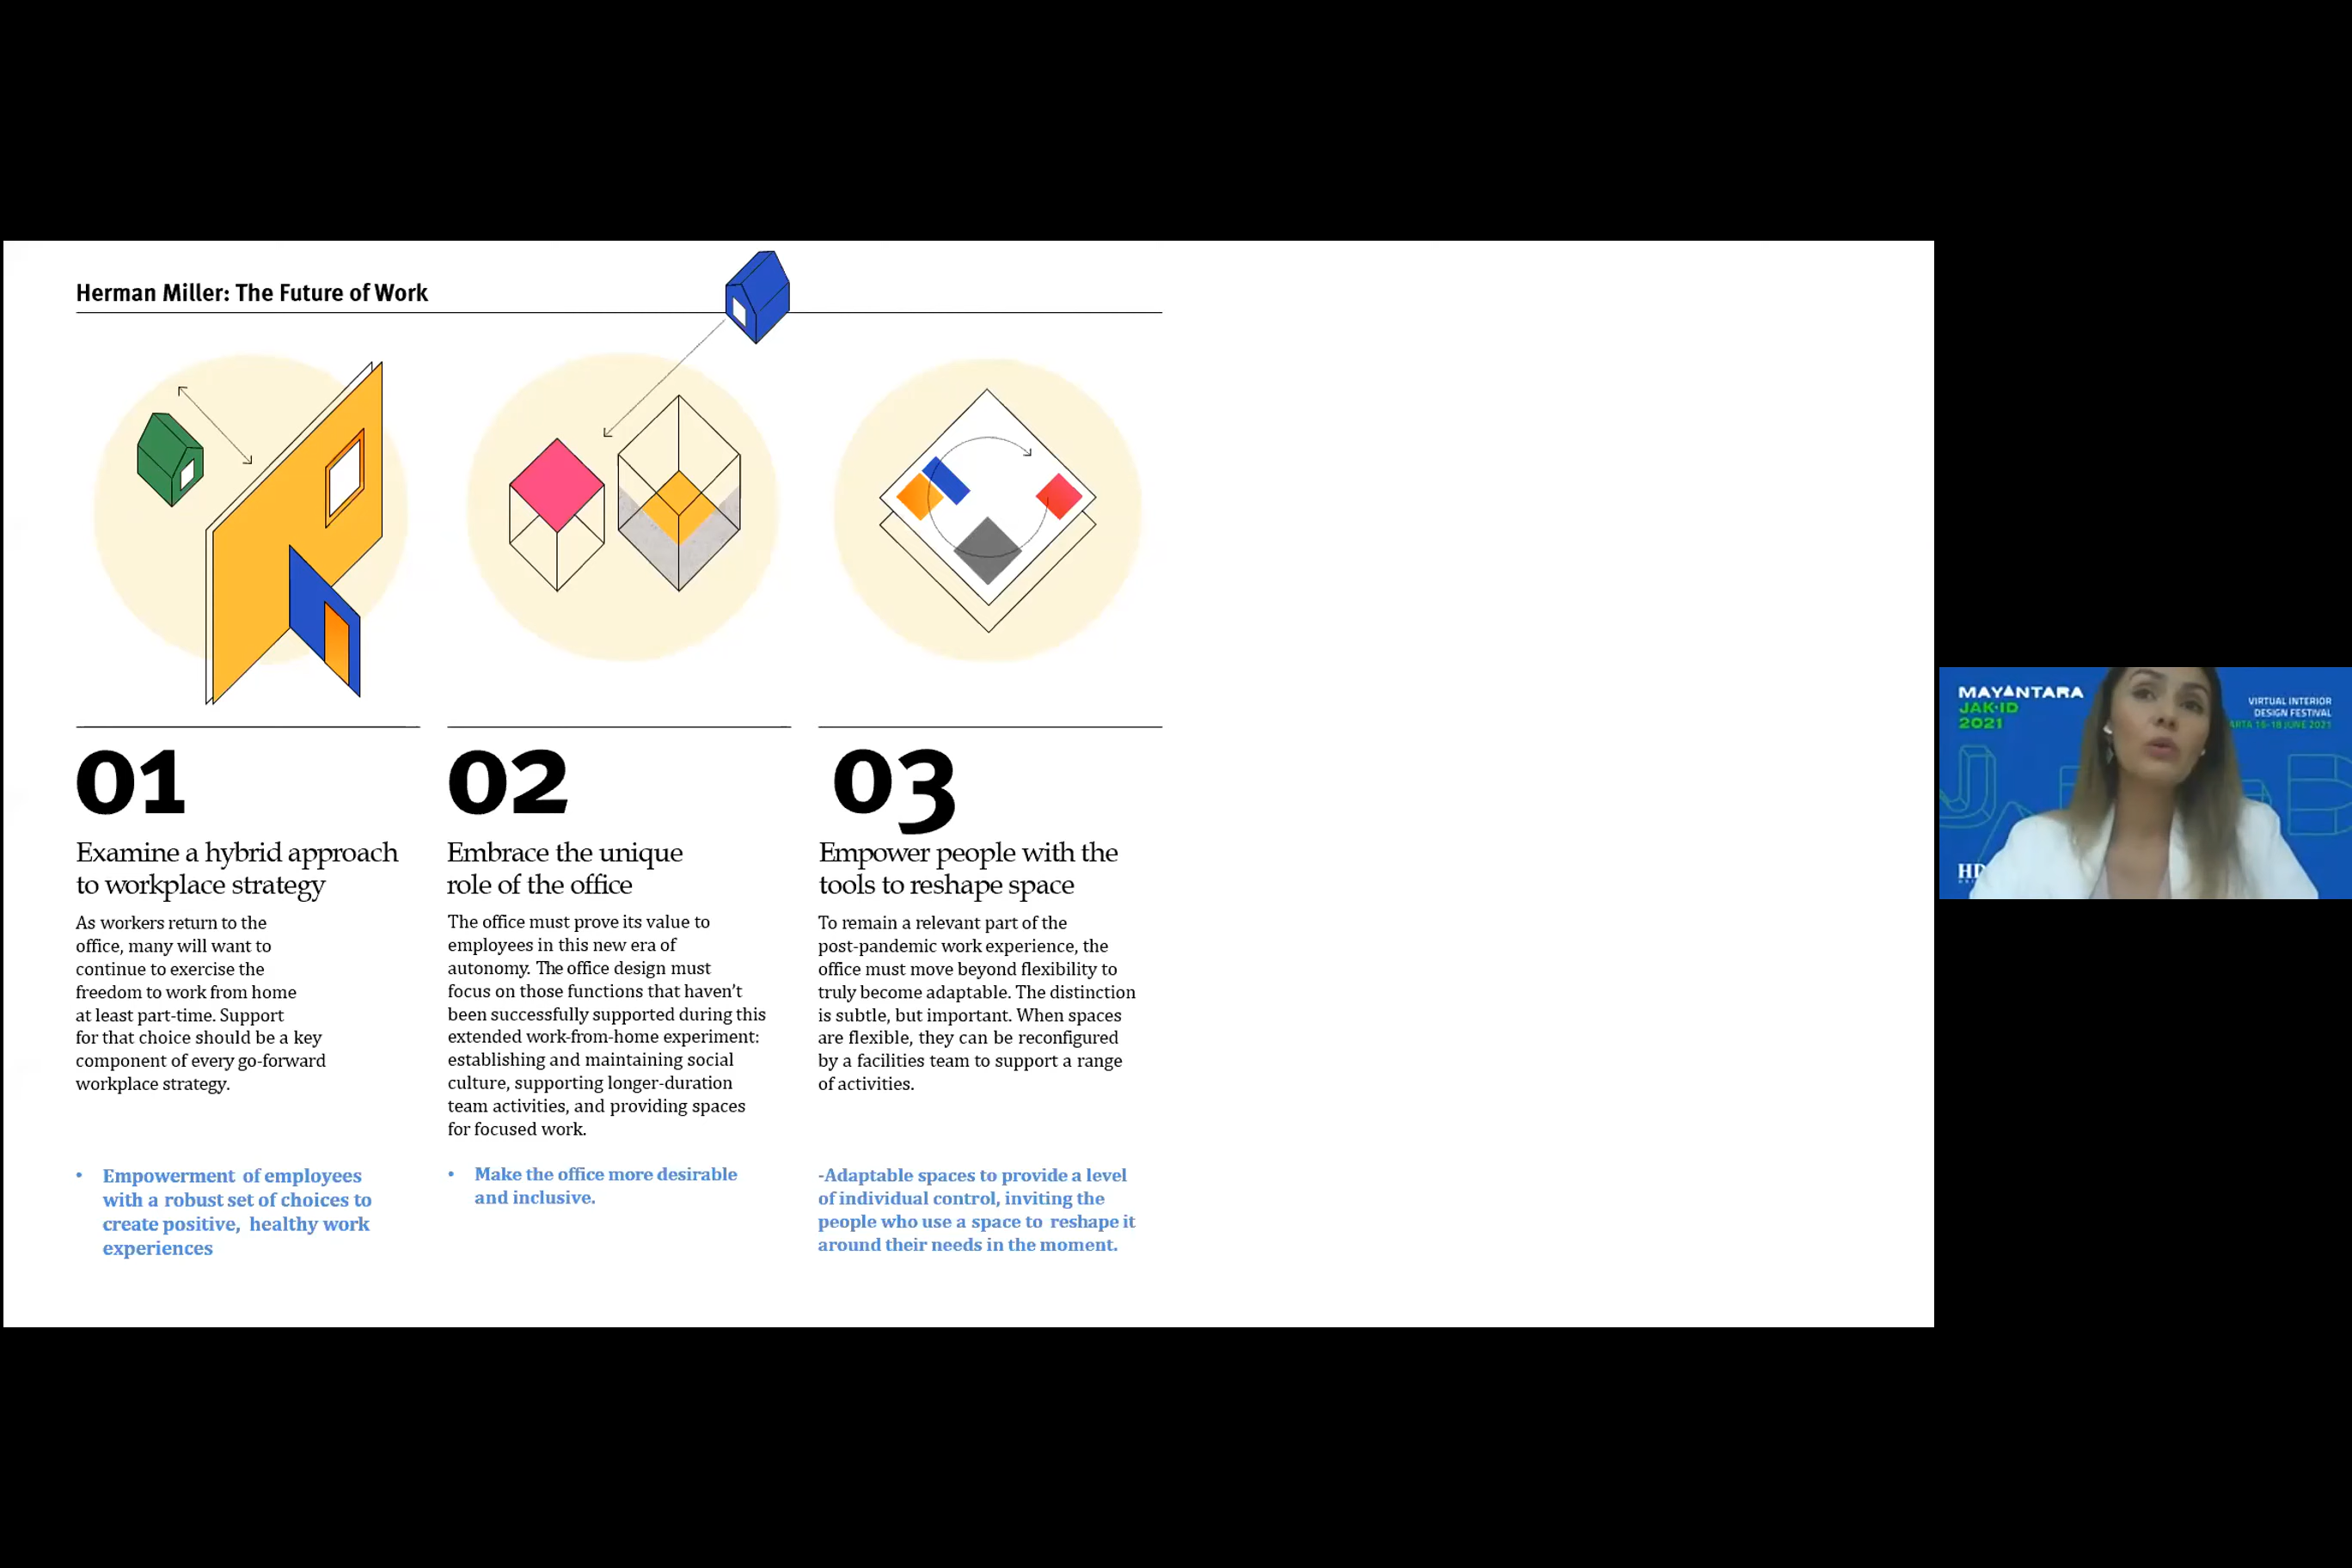 Herman Miller: The Future of Work
01
Examine a hybrid approach
to workplace strategy
As workers return to the
office, many will want to
continue to exercise the
freedom to work from home
at least part-time. Support
for that choice should be a key
component of every go-forward
workplace strategy.
• Empowerment of employees
with a robust set of choices to
create positive, healthy work
experiences
02
Embrace the unique
role of the office
The office must prove its value to
employees in this new era of
autonomy. The office design must
focus on those functions that haven’t
been successfully supported during this
extended work-from-home experiment:
establishing and maintaining social
culture, supporting longer-duration
team activities, and providing spaces
for focused work.
• Make the office more desirable
and inclusive.
03
Empower people with the
tools to reshape space
To remain a relevant part of the
post-pandemic work experience, the
office must move beyond flexibility to
truly become adaptable. The distinction
is subtle, but important. When spaces
are flexible, they can be reconfigured
by a facilities team to support a range
of activities.
-Adaptable spaces to provide a level
of individual control, inviting the
people who use a space to reshape it
around their needs in the moment.
MAYANTARA
JAK·ID
2021
VIRTUAL INTERIOR
DESIGN FESTIVAL
16-18 JUNE 2021